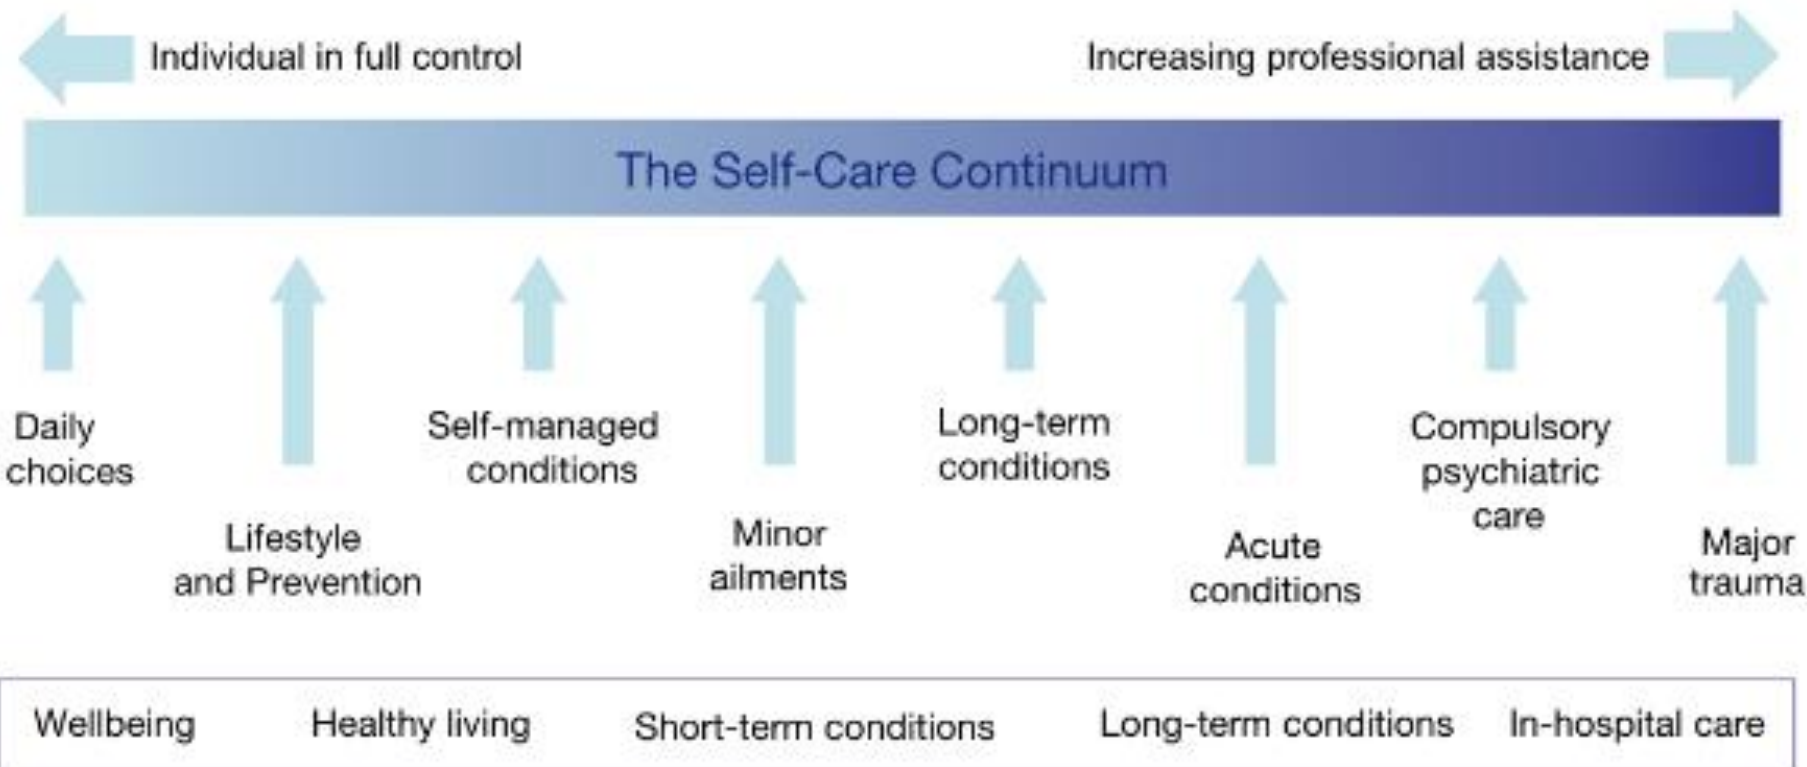 Individual in full control
Increasing professional assistance
The Self-Care Continuum
Daily
choices
Lifestyle
and Prevention
Self-managed
conditions
Minor
ailments
Long-term
conditions
Acute
conditions
Compulsory
psychiatric
care
Major
trauma
Wellbeing
Healthy living
Short-term conditions
Long-term conditions
In-hospital care